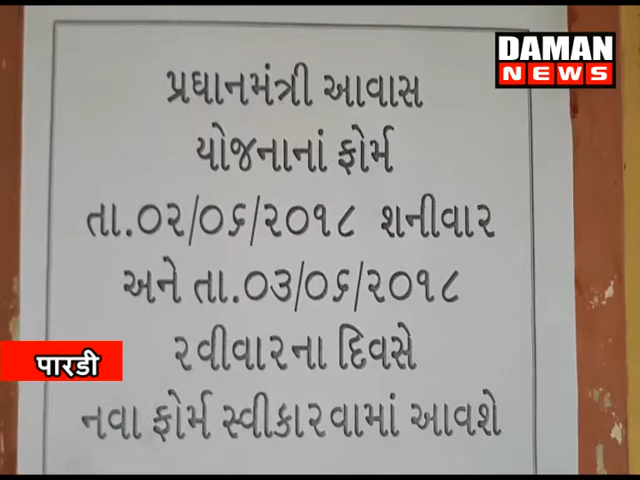 DAMAN
NEWS
પ્રધાનમંત્રી આવાસ
યોજનાનાં ફોર્મ
તા.૦૨/૦૬/૨૦૧૮ શનીવાર
અને તા.૦૩/૦૬/૨૦૧૮
રવીવારના દિવસે
નવા ફોર્મ સ્વીકારવામાં આવશે
પારડી